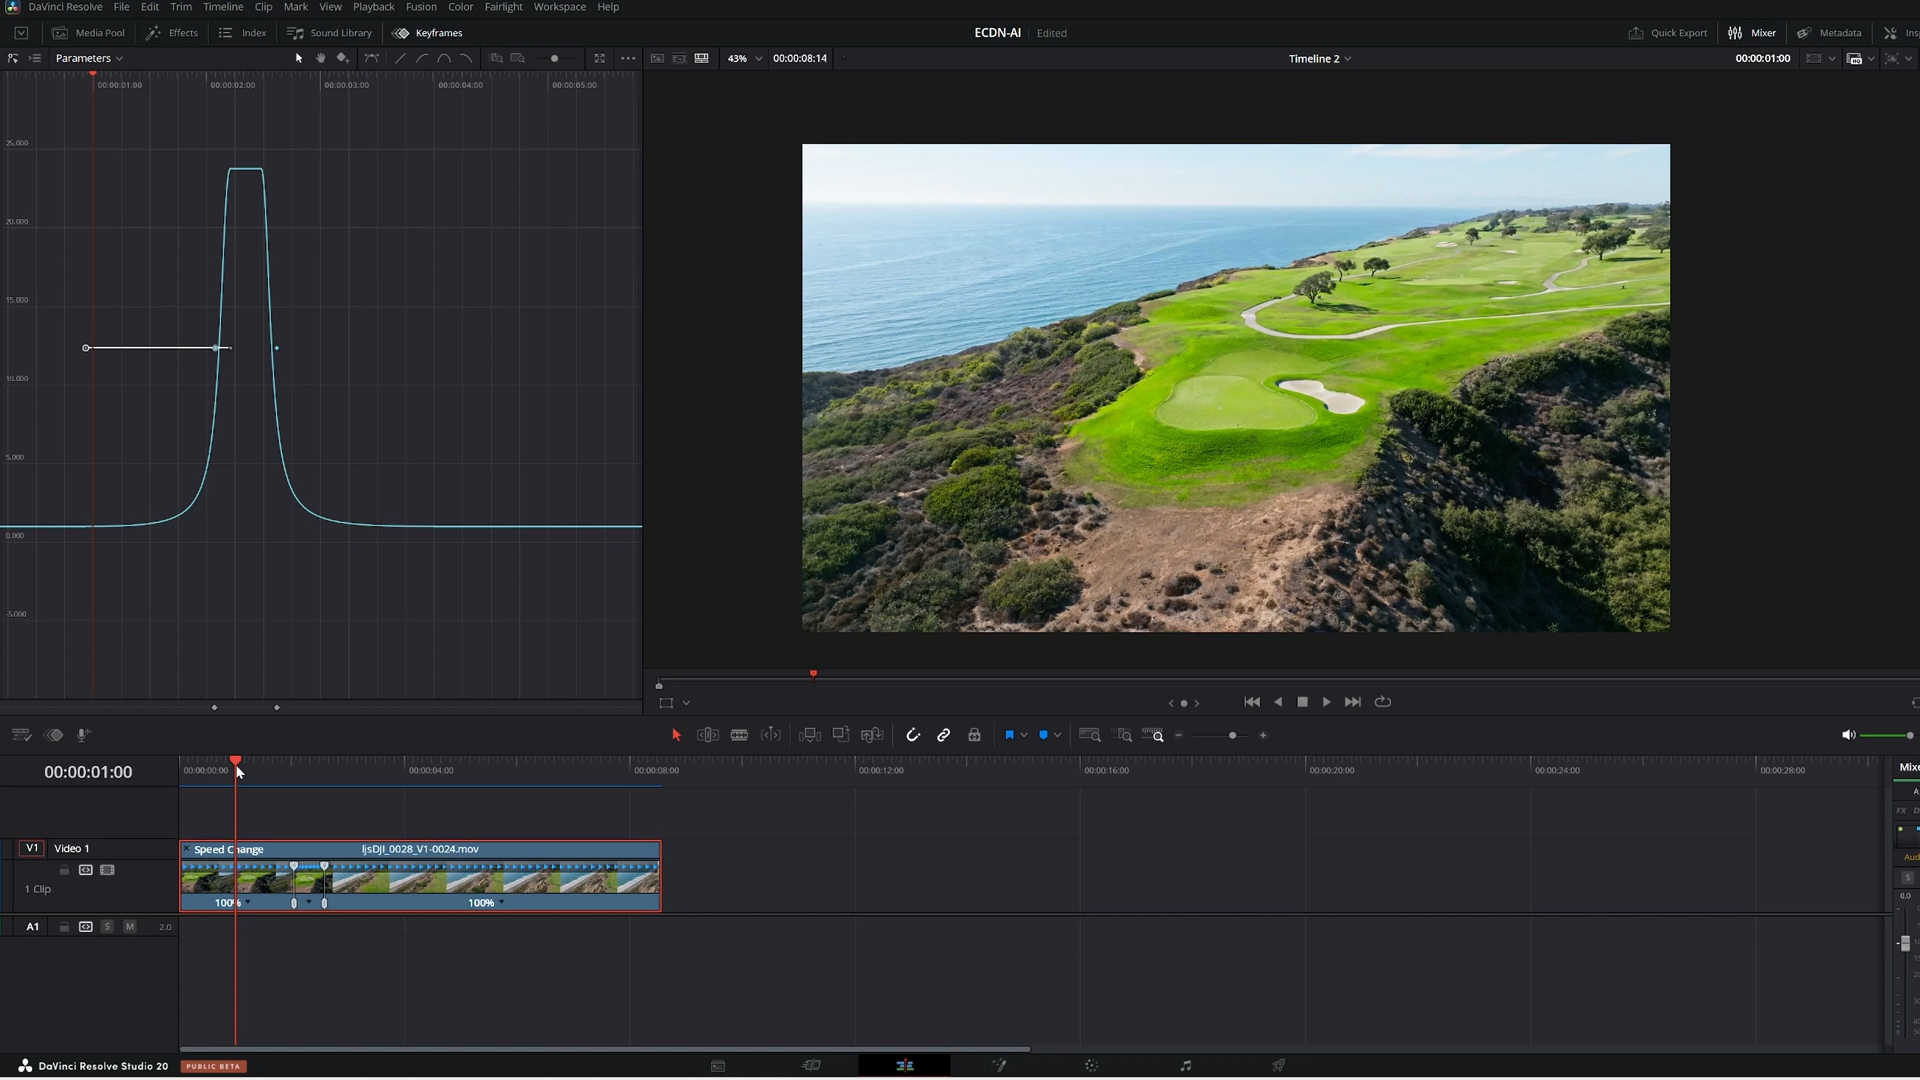 DaVinci Resolve File Edit Trim Timeline Clip Mark View Playback Fusion Color Fairlight Workspace Help
Media Pool Effects Index Sound Library Keyframes ECDN-AI Edited Quick Export Mixer Metadata Ins
Parameters 43% 00:00:08:14 Timeline 2 00:00:01:00
00:00:01:00 00:00:02:00 00:00:03:00 00:00:04:00 00:00:05:00
25.000
20.000
15.000
10.000
5.000
0.000
-5.000
00:00:01:00 00:00:00:00 00:00:04:00 00:00:08:00 00:00:12:00 00:00:16:00 00:00:20:00 00:00:24:00 00:00:28:00 Mixe
V1 Video 1 Speed Change ljsDJI_0028_V1-0024.mov
1 Clip
100% 100%
A1 S M 2.0
FX
Aud
S
0.0
DaVinci Resolve Studio 20 PUBLIC BETA